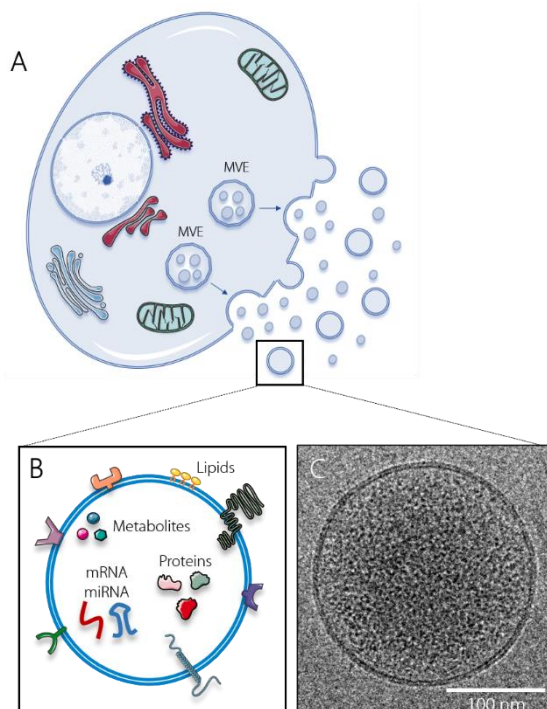 A
MVE
MVE
B
Lipids
Metabolites
Proteins
mRNA
miRNA
C
100 nm